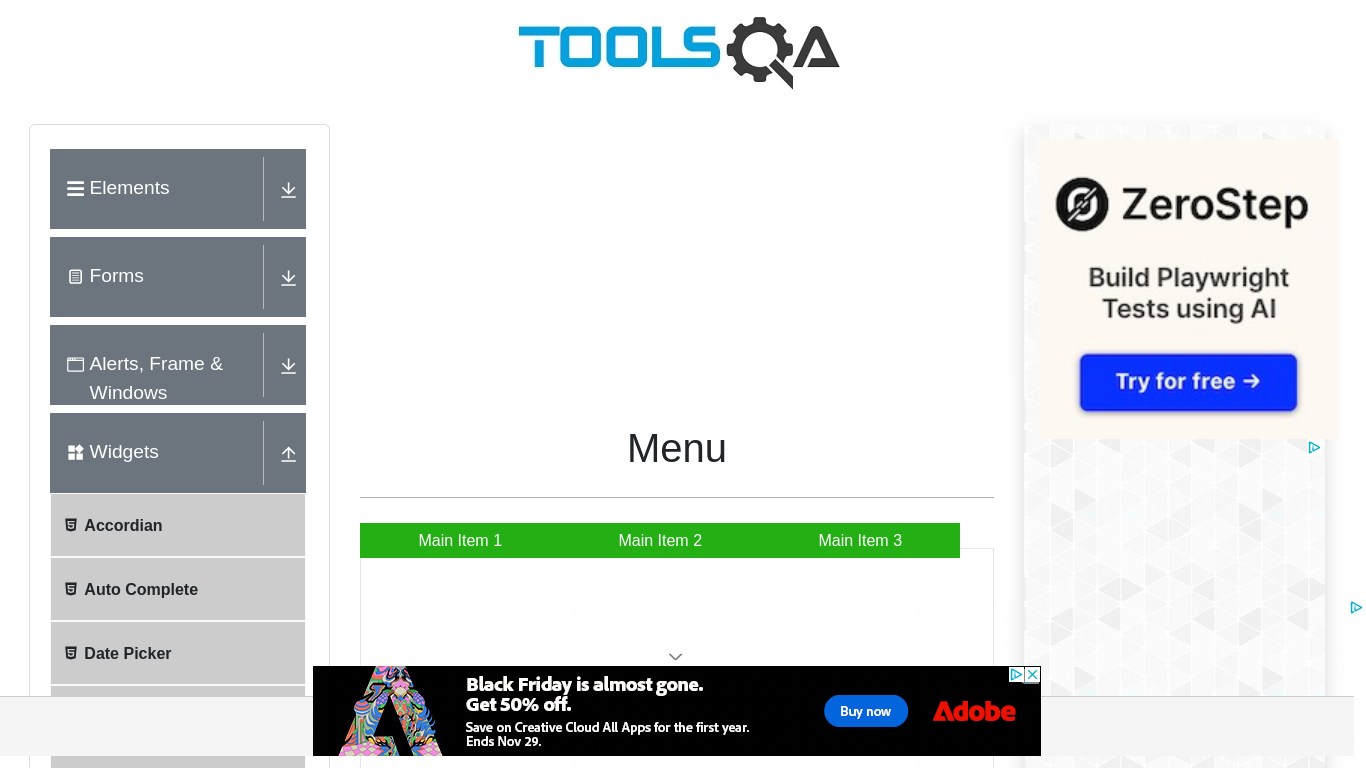 TOOLSQA
Elements
Forms
Alerts, Frame &
Windows
Widgets
Accordian
Auto Complete
Date Picker
Menu
Main Item 1
Main Item 2
Main Item 3
ZeroStep
Build Playwright
Tests using AI
Try for free →
Black Friday is almost gone.
Get 50% off.
Save on Creative Cloud All Apps for the first year.
Ends Nov 29.
Buy now
Adobe